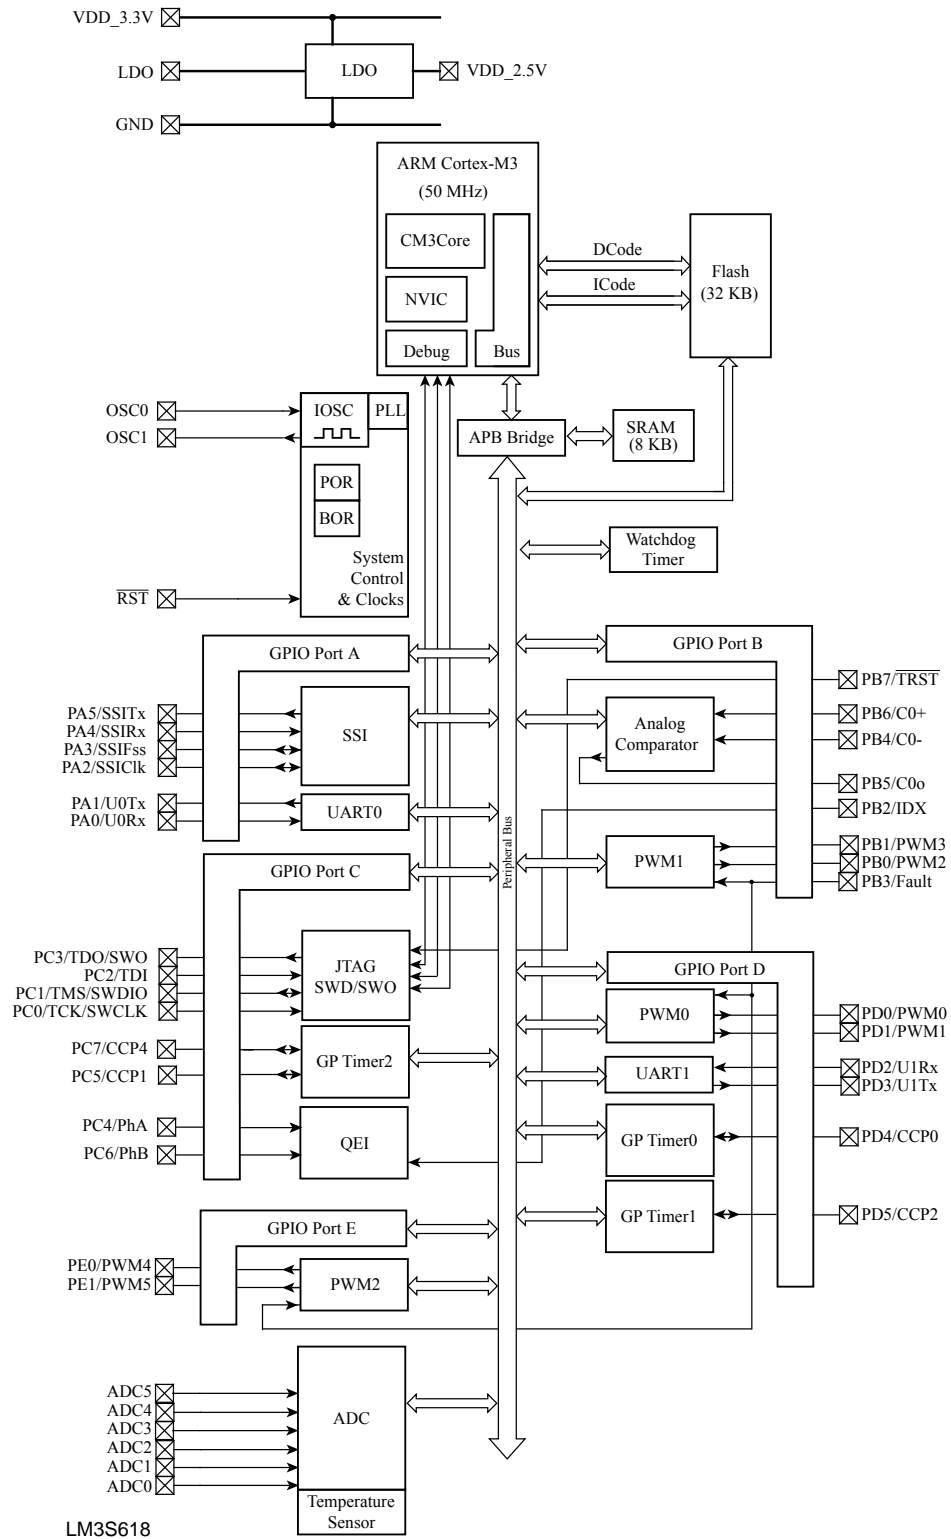 VDD_3.3V
LDO
LDO
VDD_2.5V
GND
ARM Cortex-M3
(50 MHz)
CM3Core
NVIC
Debug
Bus
DCode
ICode
Flash
(32 KB)
OSC0
OSC1
IOSC
PLL
POR
BOR
System
Control
& Clocks
RST
APB Bridge
SRAM
(8 KB)
Watchdog
Timer
Peripheral Bus
GPIO Port A
PA5/SSITx
PA4/SSIRx
PA3/SSIFss
PA2/SSIClk
SSI
PA1/U0Tx
PA0/U0Rx
UART0
GPIO Port B
PB7/TRST
PB6/C0+
PB4/C0-
Analog
Comparator
PB5/C0o
PB2/IDX
PWM1
PB1/PWM3
PB0/PWM2
PB3/Fault
GPIO Port C
PC3/TDO/SWO
PC2/TDI
PC1/TMS/SWDIO
PC0/TCK/SWCLK
JTAG
SWD/SWO
PC7/CCP4
PC5/CCP1
GP Timer2
PC4/PhA
PC6/PhB
QEI
GPIO Port D
PWM0
PD0/PWM0
PD1/PWM1
UART1
PD2/U1Rx
PD3/U1Tx
GP Timer0
PD4/CCP0
GP Timer1
PD5/CCP2
GPIO Port E
PE0/PWM4
PE1/PWM5
PWM2
ADC5
ADC4
ADC3
ADC2
ADC1
ADC0
ADC
Temperature
Sensor
LM3S618